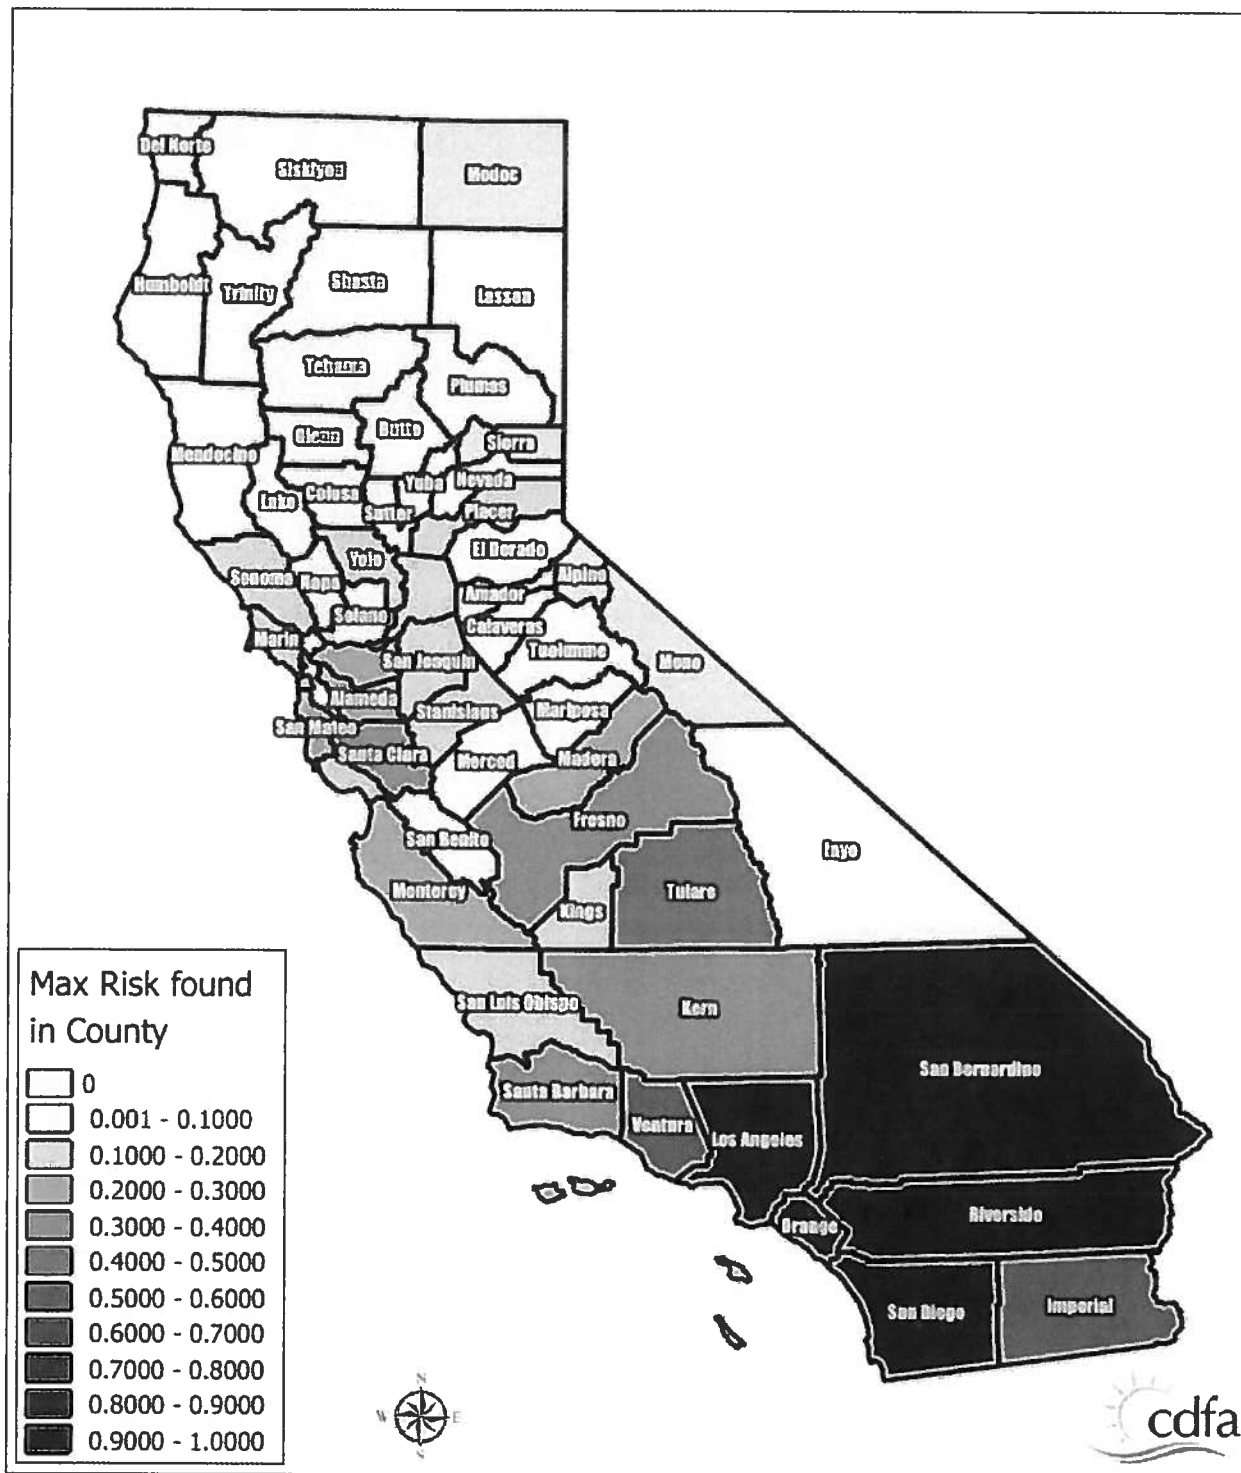 Del Norte
Siskiyou
Modoc
Humboldt
Trinity
Shasta
Lassen
Tehama
Plumas
Glenn
Butte
Sierra
Mendocino
Lake
Colusa
Sutter
Yuba
Nevada
Placer
El Dorado
Yolo
Sonoma
Napa
Solano
Amador
Alpine
Marin
Calaveras
San Joaquin
Tuolumne
Mono
Alameda
Stanislaus
Mariposa
San Mateo
Santa Clara
Merced
Madera
Fresno
San Benito
Inyo
Monterey
Kings
Tulare
San Luis Obispo
Kern
San Bernardino
Santa Barbara
Ventura
Los Angeles
Orange
Riverside
San Diego
Imperial
Max Risk found
in County
0
0.001 - 0.1000
0.1000 - 0.2000
0.2000 - 0.3000
0.3000 - 0.4000
0.4000 - 0.5000
0.5000 - 0.6000
0.6000 - 0.7000
0.7000 - 0.8000
0.8000 - 0.9000
0.9000 - 1.0000
N
W E
S
cdfa